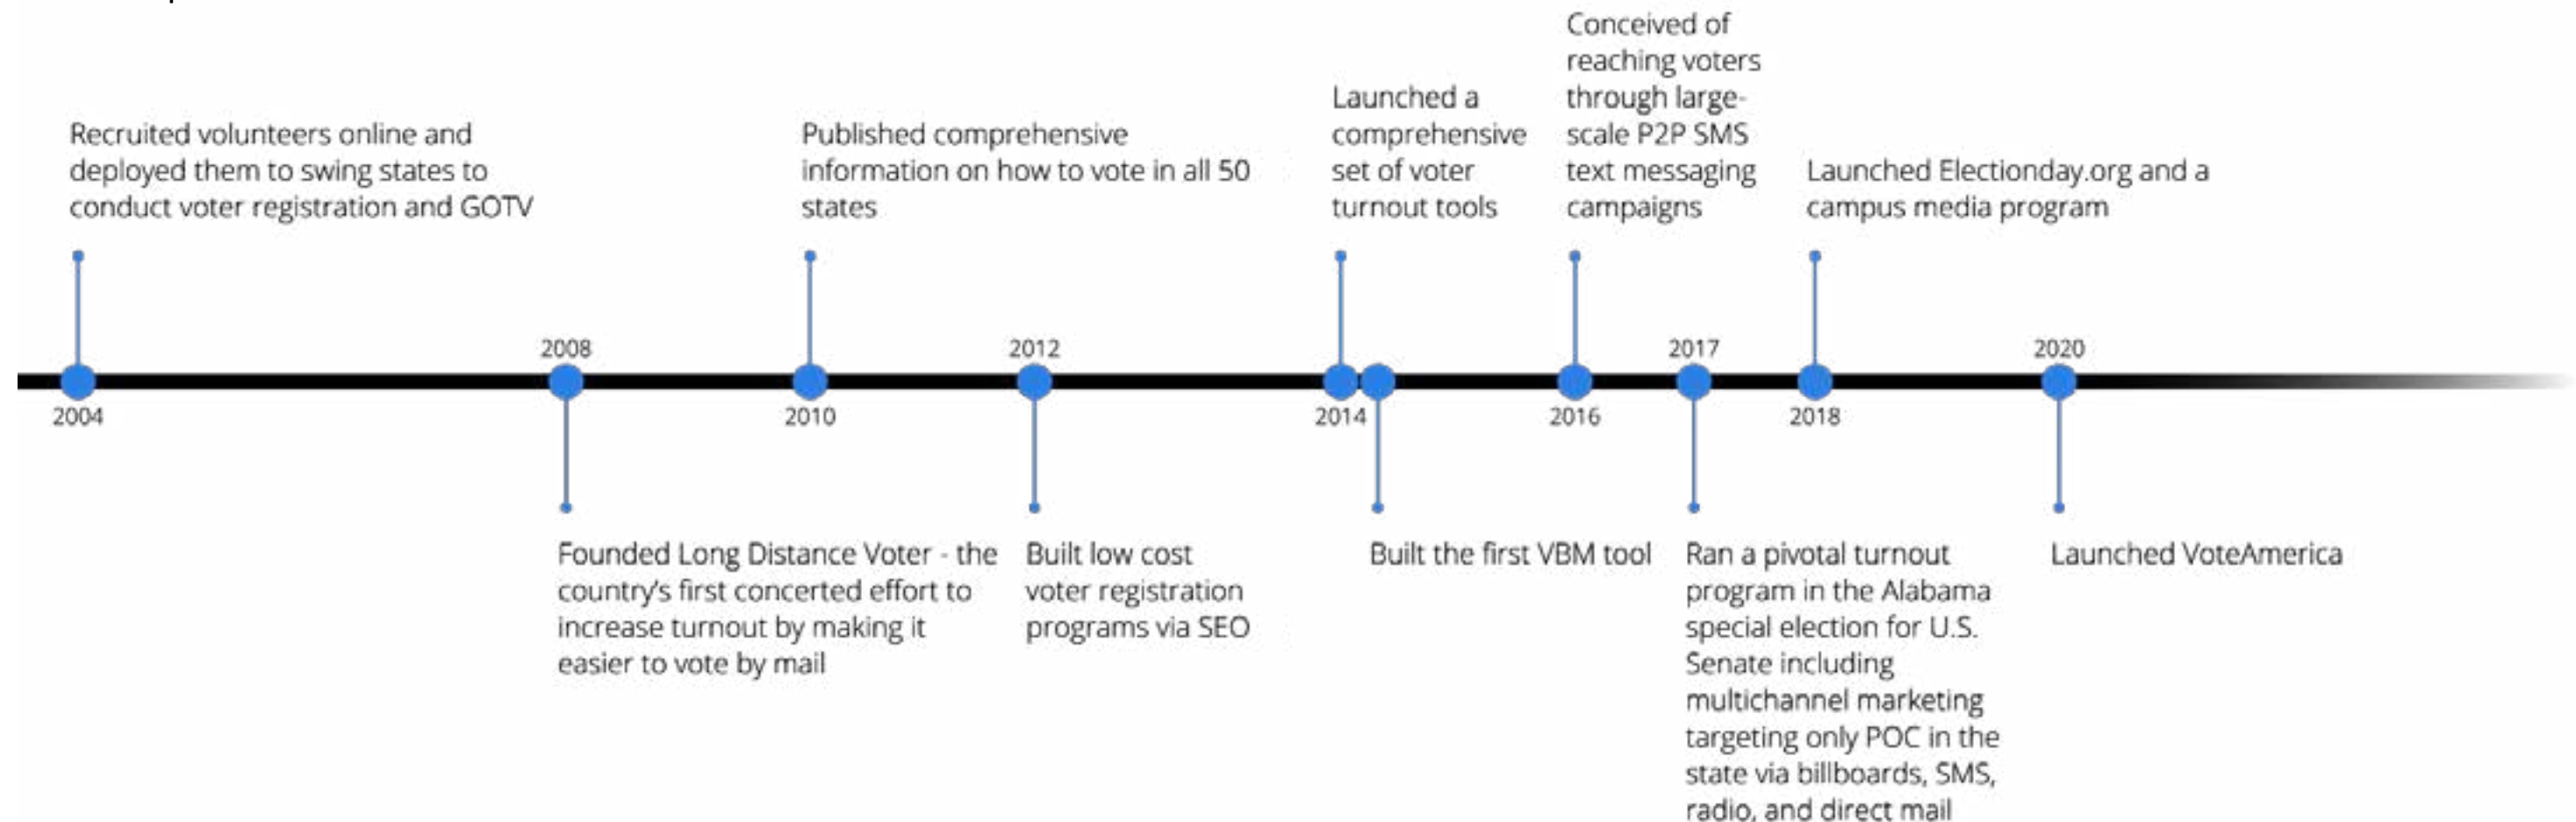 Recruited volunteers online and
deployed them to swing states to
conduct voter registration and GOTV
2004
2008
Founded Long Distance Voter - the
country's first concerted effort to
increase turnout by making it
easier to vote by mail
Published comprehensive
information on how to vote in all 50
states
2010
2012
Built low cost
voter registration
programs via SEO
Launched a
comprehensive
set of voter
turnout tools
2014
Built the first VBM tool
Conceived of
reaching voters
through large-
scale P2P SMS
text messaging
campaigns
2016
2017
Ran a pivotal turnout
program in the Alabama
special election for U.S.
Senate including
multichannel marketing
targeting only POC in the
state via billboards, SMS,
radio, and direct mail
Launched Electionday.org and a
campus media program
2018
2020
Launched VoteAmerica